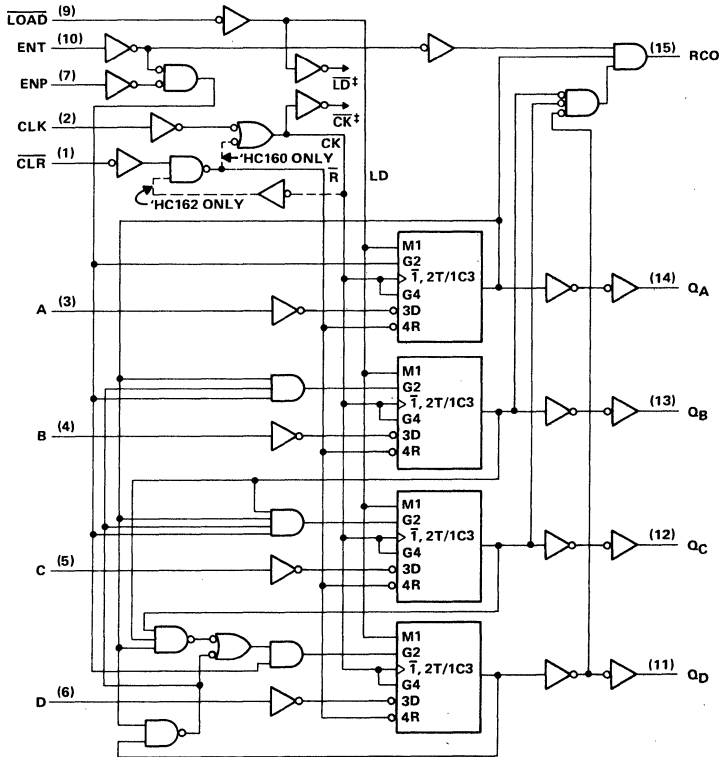 LOAD (9)
ENT (10)
(15) RCO
ENP (7)
LD‡
CLK (2)
CK‡
CK
CLR (1)
'HC160 ONLY
R
LD
'HC162 ONLY
M1
G2
1, 2T/1C3
G4
(14) QA
A (3)
3D
4R
M1
G2
1, 2T/1C3
G4
(13) QB
B (4)
3D
4R
M1
G2
1, 2T/1C3
G4
(12) QC
C (5)
3D
4R
M1
G2
1, 2T/1C3
G4
(11) QD
D (6)
3D
4R